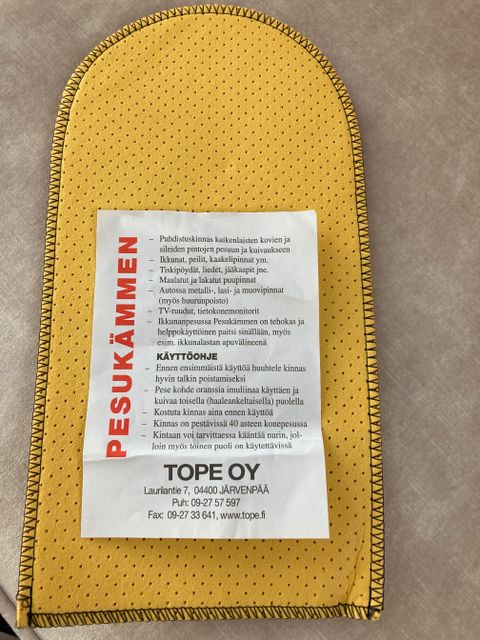 PESUKÄMMEN
– Puhdistuskinnas kaikenlaisten kovien ja
sileiden pintojen pesuun ja kuivaukseen
– Ikkunat, peilit, kaakelipinnat ym.
– Tiskipöydät, liedet, jääkaapit jne.
– Maalatut ja lakatut puupinnat
– Autossa metalli-, lasi- ja muovipinnat
(myös huurunpoisto)
– TV-ruudut, tietokonemonitorit
– Ikkunanpesussa Pesukämmen on tehokas ja
helppokäyttöinen paitsi sinällään, myös
esim. ikkunalastan apuvälineenä
KÄYTTÖOHJE
– Ennen ensimmäistä käyttöä huuhtele kinnas
hyvin talkin poistamiseksi
– Pese kohde oranssia imuliinaa käyttäen ja
kuivaa toisella (haaleankeltaisella) puolella
– Kostuta kinnas aina ennen käyttöä
– Kinnas on pestävissä 40 asteen konepesussa
– Kintaan voi tarvittaessa kääntää nurin, jol-
loin myös toinen puoli on käytettävissä
TOPE OY
Laurilantie 7, 04400 JÄRVENPÄÄ
Puh: 09-27 57 597
Fax: 09-27 33 641, www.tope.fi